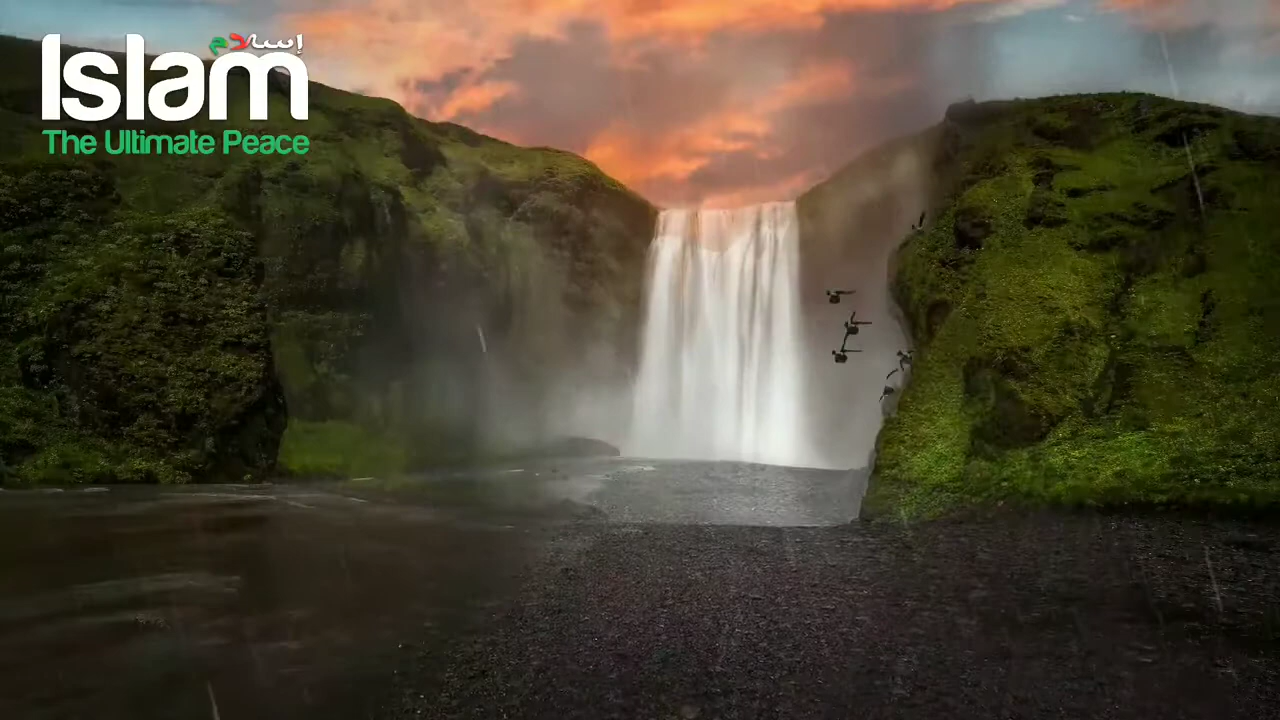 إسلام
Islam
The Ultimate Peace